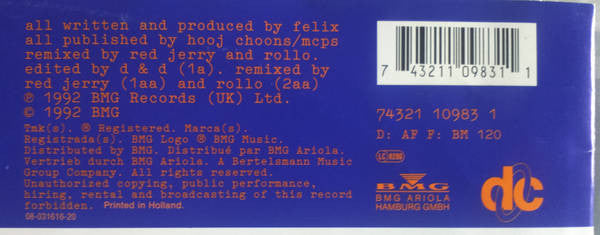 all written and produced by felix
all published by hooj choons/mcps
remixed by red jerry and rollo.
edited by d & d (1a). remixed by
red jerry (1aa) and rollo (2aa)
℗ 1992 BMG Records (UK) Ltd.
© 1992 BMG
Tmk(s). ® Registered. Marca(s).
Registrada(s). BMG Logo ® BMG Music.
Distributed by BMG. Distribué par BMG Ariola.
Vertrieb durch BMG Ariola. A Bertelsmann Music
Group Company. All rights reserved.
Unauthorized copying, public performance,
hiring, rental and broadcasting of this record
forbidden. Printed in Holland.
08-031616-20
7 43211 09831 1
74321 10983 1
D: AF F: BM 120
LC
BMG
BMG ARIOLA
HAMBURG GMBH
dc